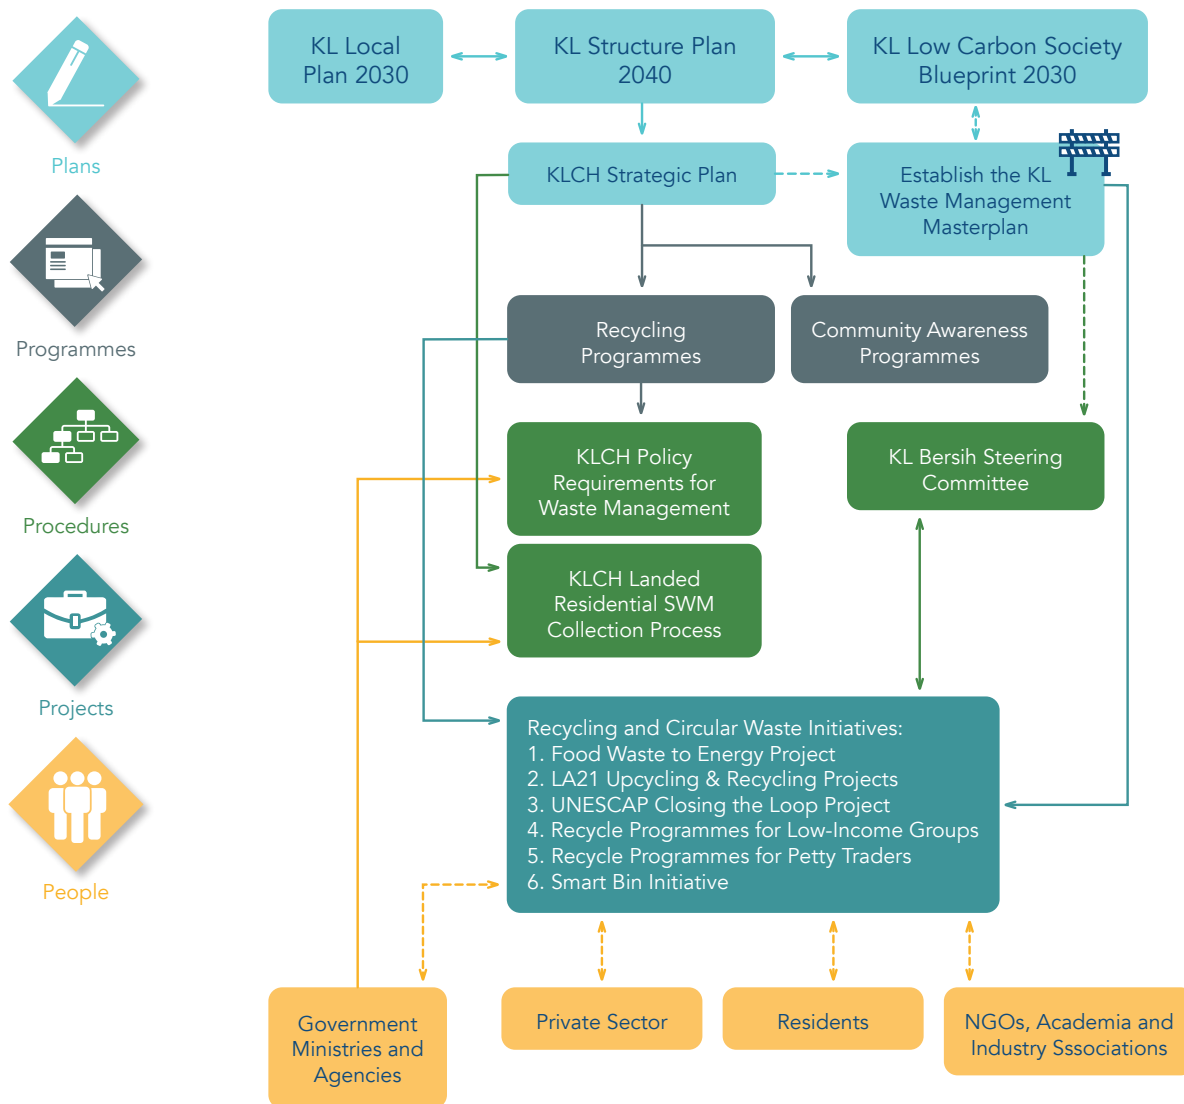 Plans
Programmes
Procedures
Projects
People
KL Local
Plan 2030
KL Structure Plan
2040
KL Low Carbon Society
Blueprint 2030
KLCH Strategic Plan
Establish the KL
Waste Management
Masterplan
Recycling
Programmes
Community Awareness
Programmes
KLCH Policy
Requirements for
Waste Management
KL Bersih Steering
Committee
KLCH Landed
Residential SWM
Collection Process
Recycling and Circular Waste Initiatives:
1. Food Waste to Energy Project
2. LA21 Upcycling & Recycling Projects
3. UNESCAP Closing the Loop Project
4. Recycle Programmes for Low-Income Groups
5. Recycle Programmes for Petty Traders
6. Smart Bin Initiative
Government
Ministries and
Agencies
Private Sector
Residents
NGOs, Academia and
Industry Sssociations